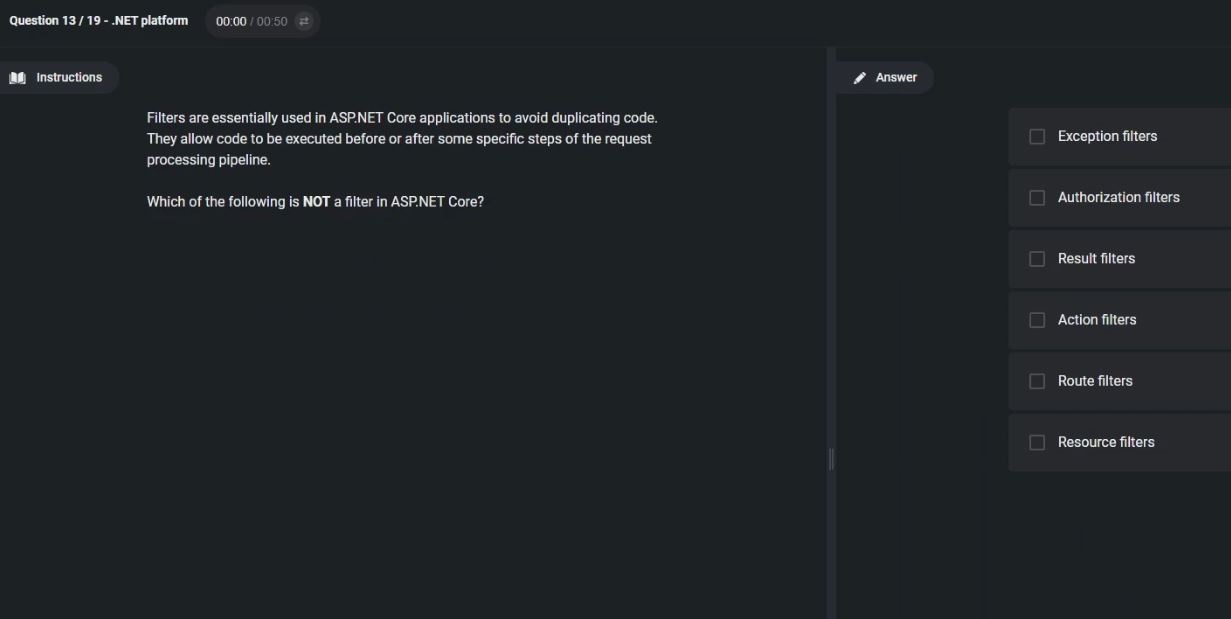 Question 13 / 19 - .NET platform
00:00 / 00:50
Instructions
Filters are essentially used in ASP.NET Core applications to avoid duplicating code.
They allow code to be executed before or after some specific steps of the request
processing pipeline.
Which of the following is NOT a filter in ASP.NET Core?
Answer
Exception filters
Authorization filters
Result filters
Action filters
Route filters
Resource filters